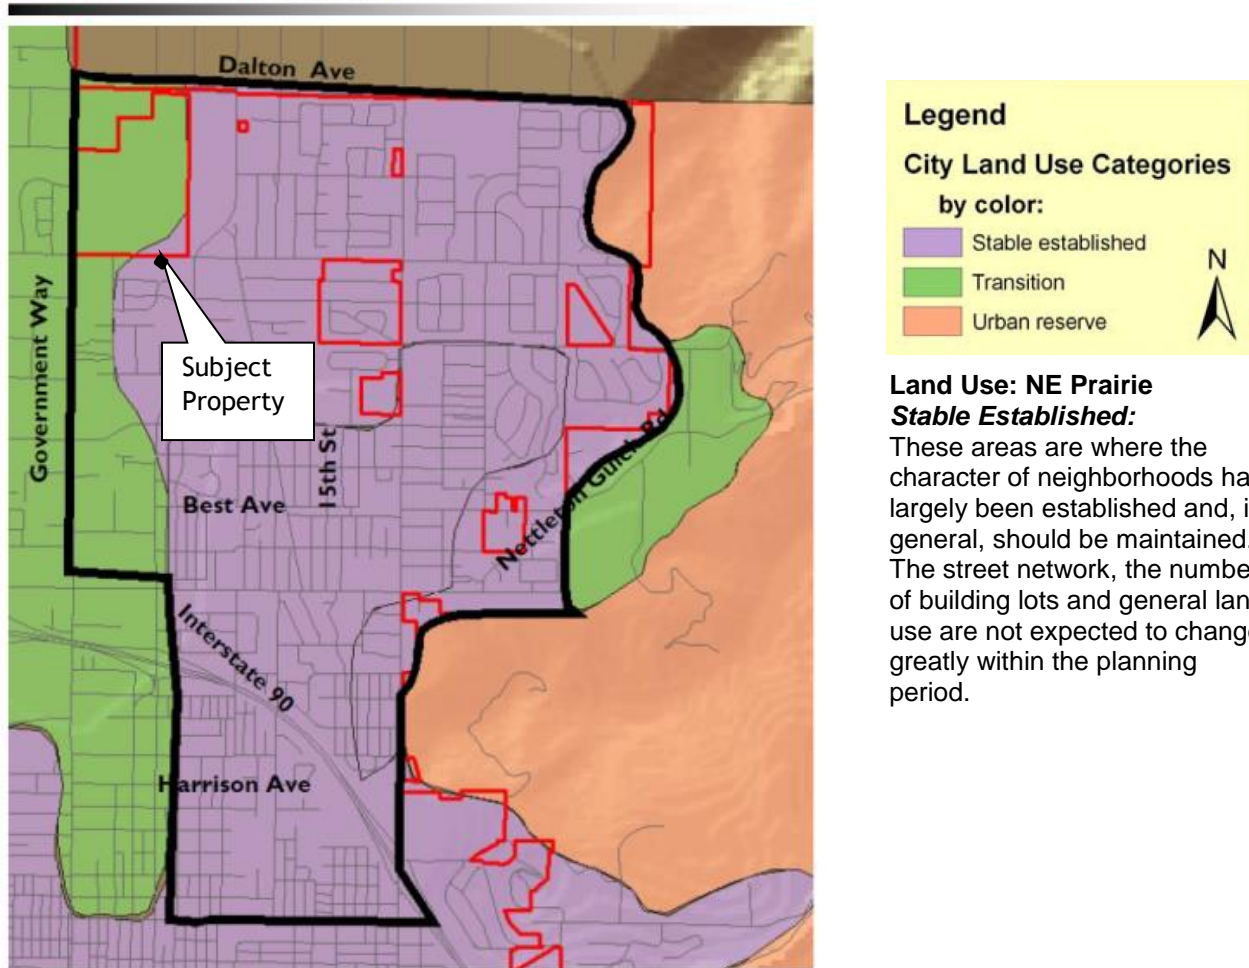 Dalton Ave
Government Way
Subject
Property
15th St
Best Ave
Nettleton Gulch Rd
Interstate 90
Harrison Ave
Legend
City Land Use Categories
by color:
Stable established
Transition
Urban reserve
N
Land Use: NE Prairie
Stable Established:
These areas are where the
character of neighborhoods ha
largely been established and, i
general, should be maintained.
The street network, the numbe
of building lots and general lan
use are not expected to change
greatly within the planning
period.